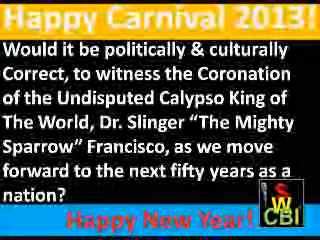 Happy Carnival 2013!
Would it be politically & culturally
Correct, to witness the Coronation
of the Undisputed Calypso King of
The World, Dr. Slinger “The Mighty
Sparrow” Francisco, as we move
forward to the next fifty years as a
nation?
Happy New Year!
S
W
CBI